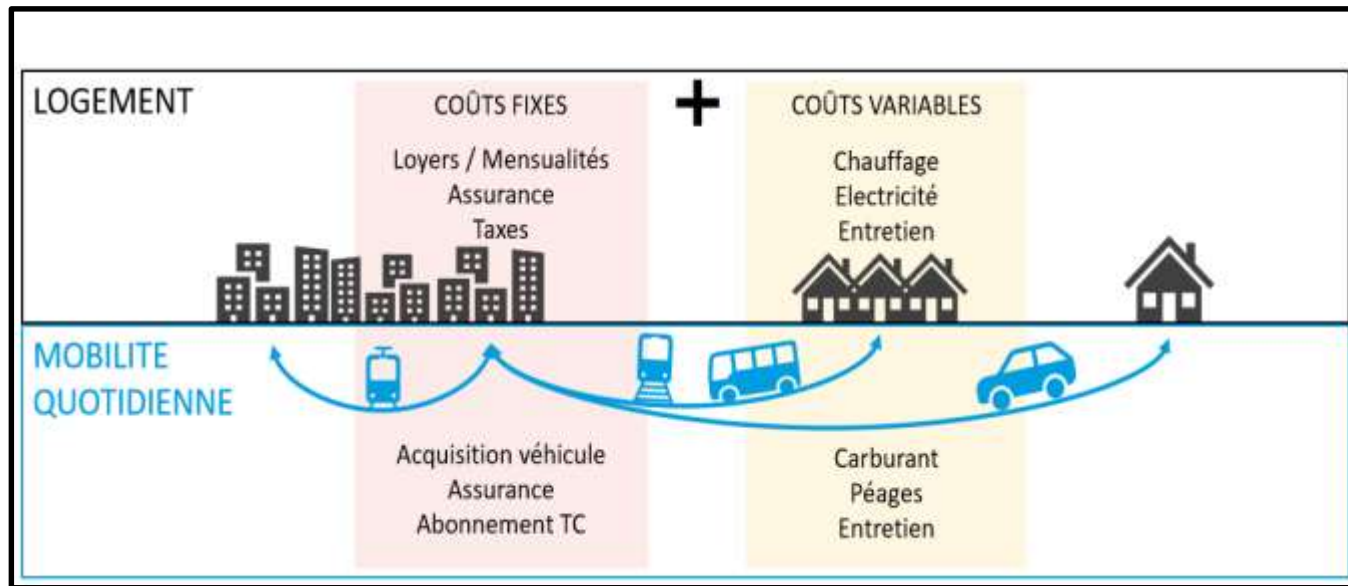 LOGEMENT
COÛTS FIXES
+
COÛTS VARIABLES
Loyers / Mensualités
Assurance
Taxes
Chauffage
Electricité
Entretien
MOBILITE
QUOTIDIENNE
Acquisition véhicule
Assurance
Abonnement TC
Carburant
Péages
Entretien